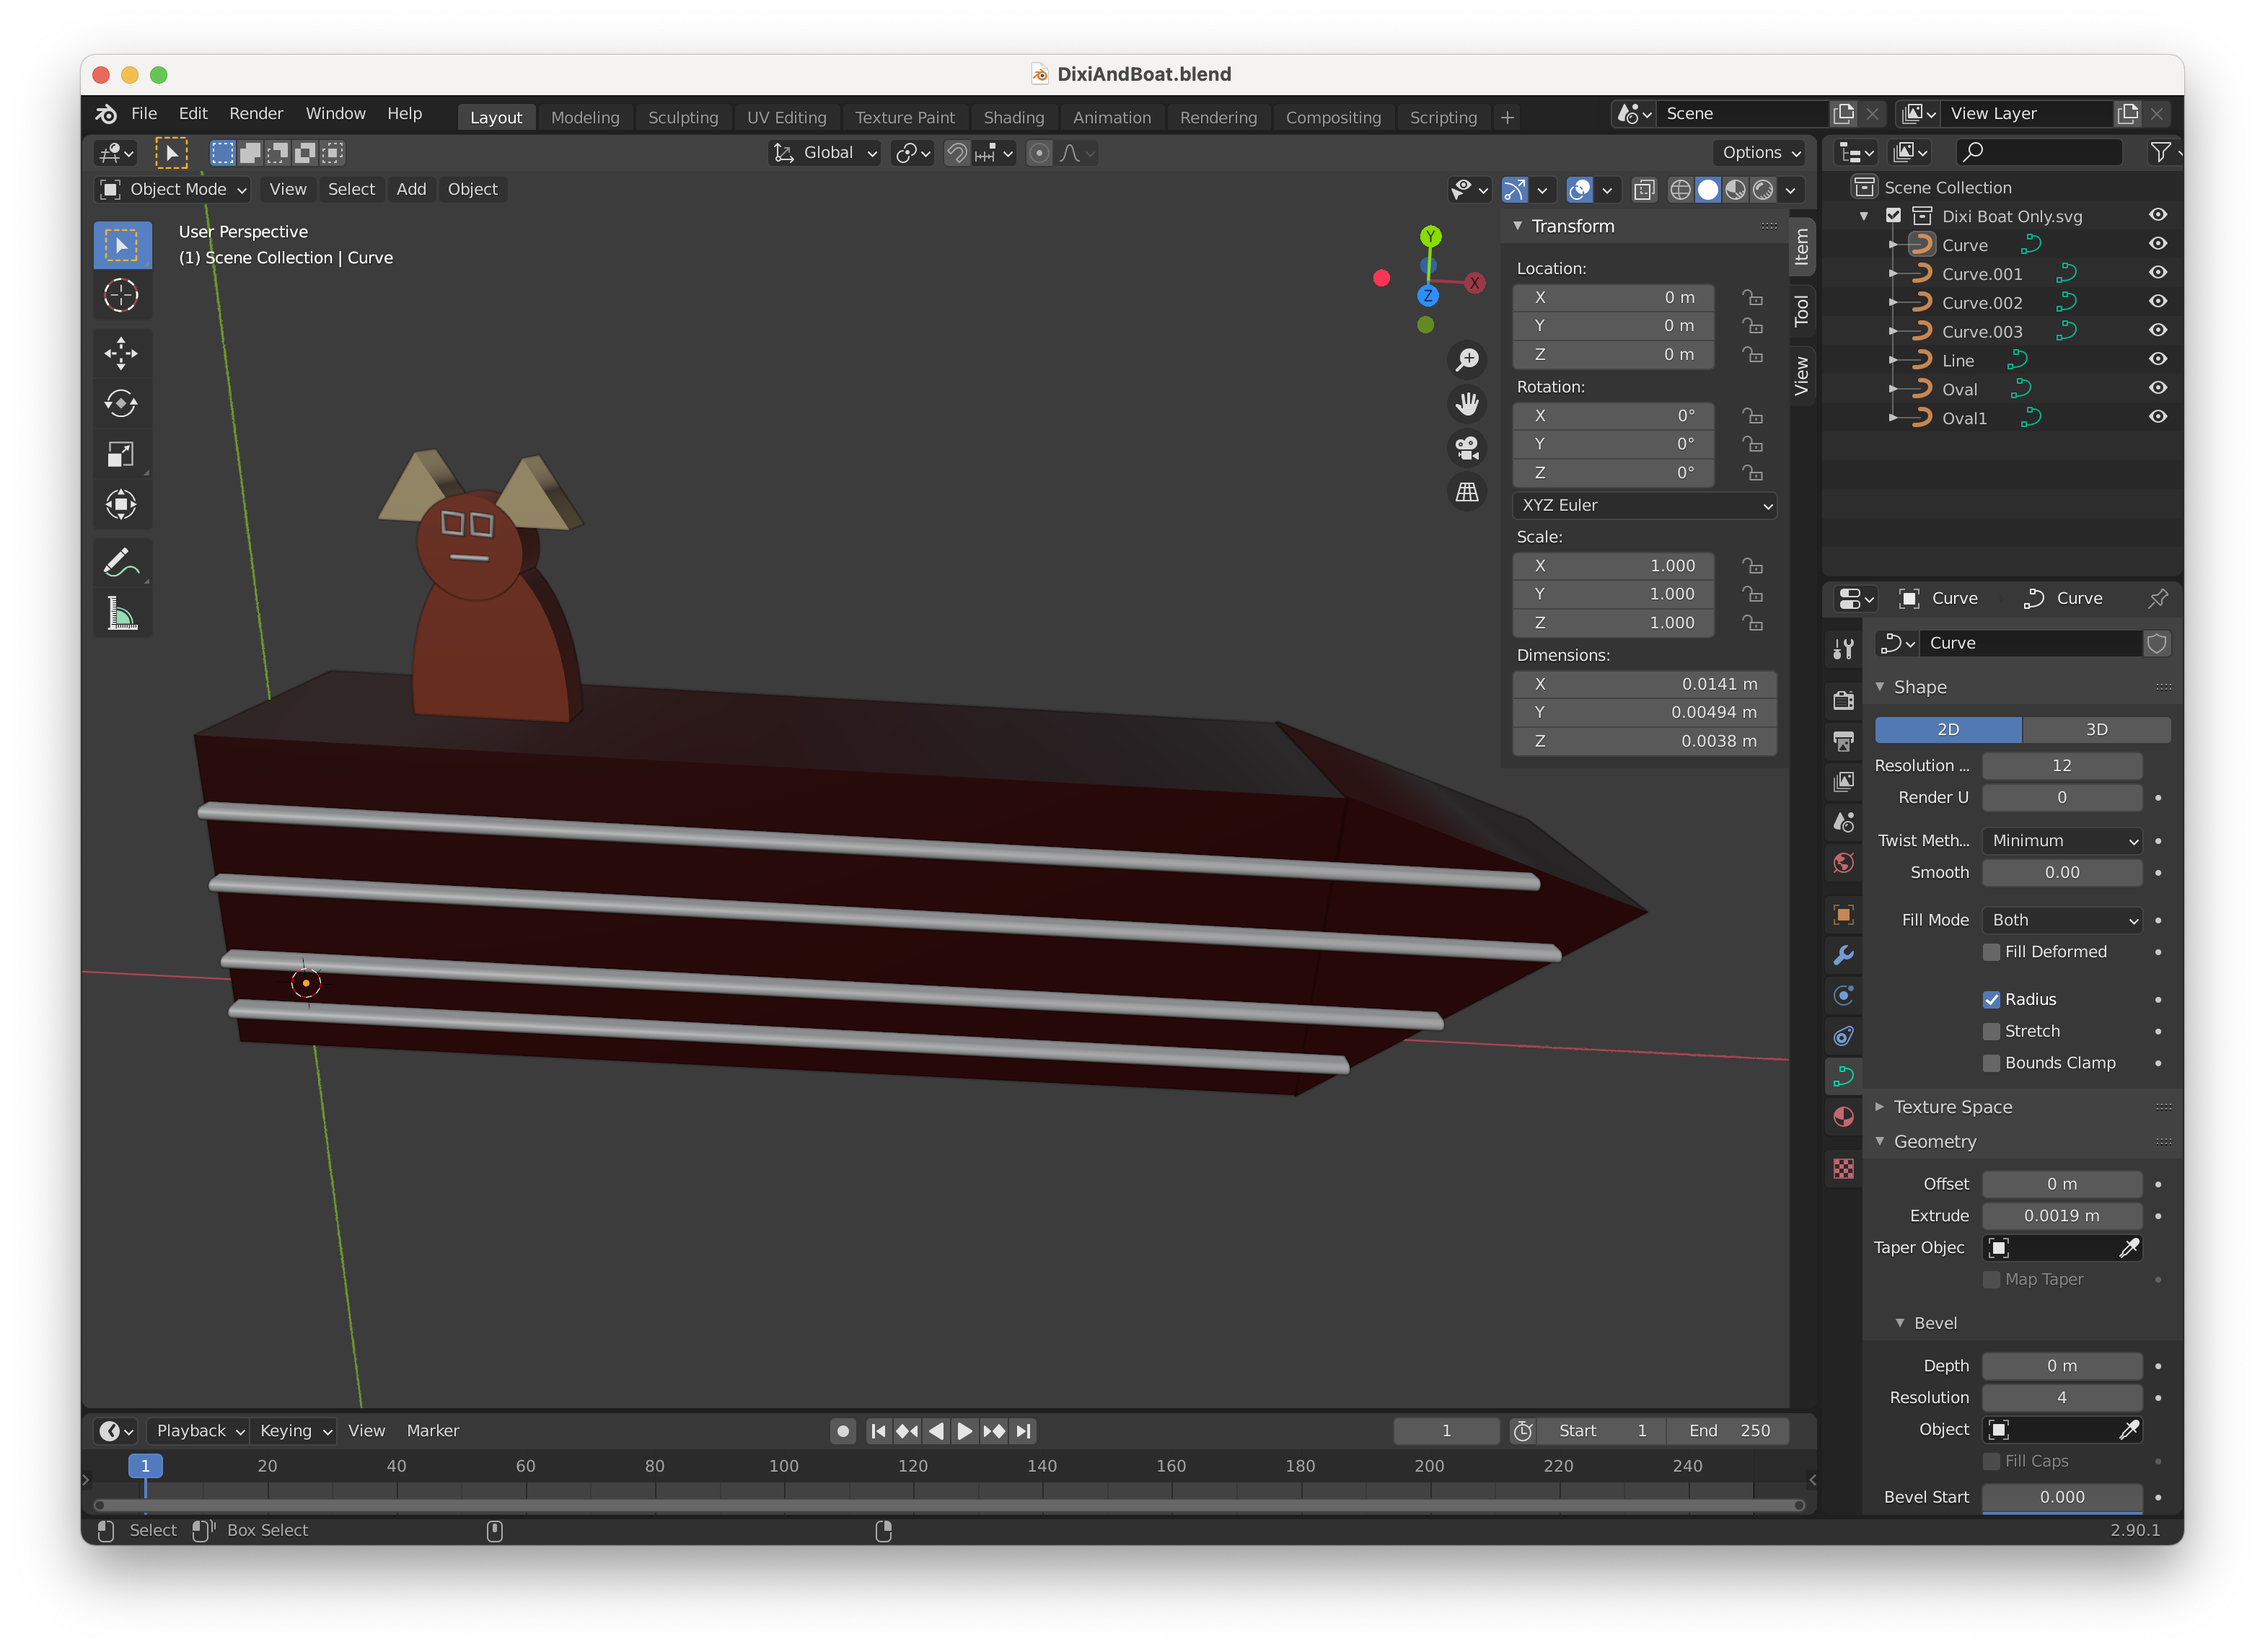 DixiAndBoat.blend
File Edit Render Window Help Layout Modeling Sculpting UV Editing Texture Paint Shading Animation Rendering Compositing Scripting + Scene View Layer
Global Options
Object Mode View Select Add Object
User Perspective
(1) Scene Collection | Curve
Y
X
Z
Transform
Location:
X 0 m
Y 0 m
Z 0 m
Rotation:
X 0°
Y 0°
Z 0°
XYZ Euler
Scale:
X 1.000
Y 1.000
Z 1.000
Dimensions:
X 0.0141 m
Y 0.00494 m
Z 0.0038 m
Item
Tool
View
Scene Collection
Dixi Boat Only.svg
Curve
Curve.001
Curve.002
Curve.003
Line
Oval
Oval1
Curve Curve
Curve
Shape
2D 3D
Resolution ... 12
Render U 0
Twist Meth... Minimum
Smooth 0.00
Fill Mode Both
Fill Deformed
Radius
Stretch
Bounds Clamp
Texture Space
Geometry
Offset 0 m
Extrude 0.0019 m
Taper Objec
Map Taper
Bevel
Depth 0 m
Resolution 4
Object
Fill Caps
Bevel Start 0.000
Playback Keying View Marker 1 Start 1 End 250
1 20 40 60 80 100 120 140 160 180 200 220 240
Select Box Select 2.90.1